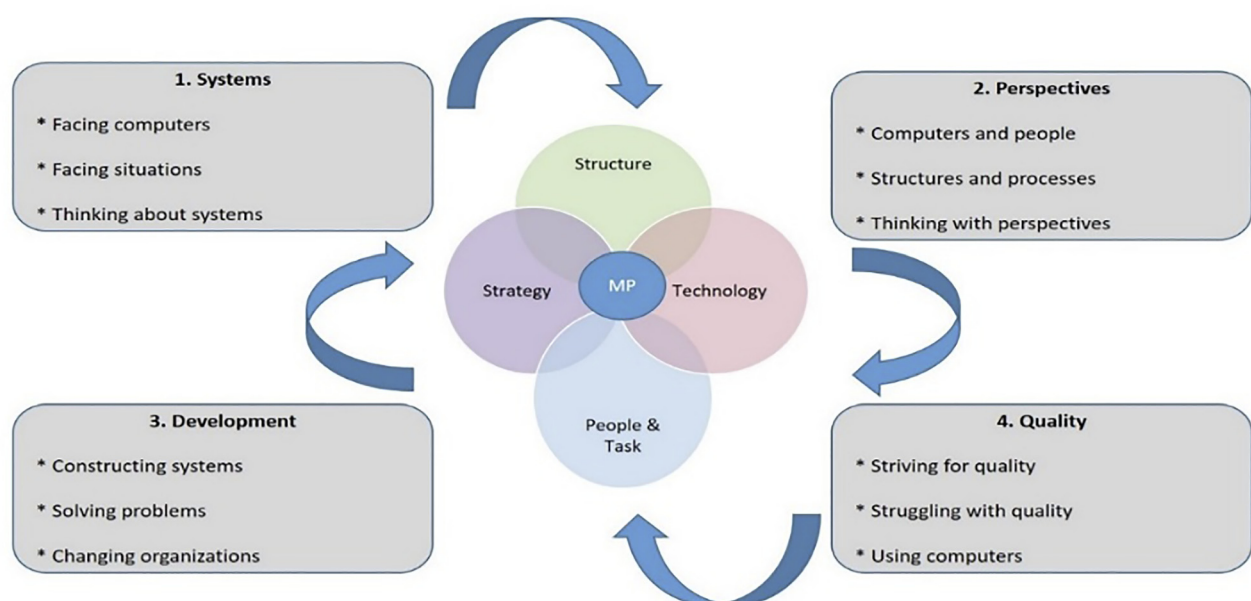 1. Systems
* Facing computers
* Facing situations
* Thinking about systems
2. Perspectives
* Computers and people
* Structures and processes
* Thinking with perspectives
Structure
Strategy
MP
Technology
People &
Task
3. Development
* Constructing systems
* Solving problems
* Changing organizations
4. Quality
* Striving for quality
* Struggling with quality
* Using computers